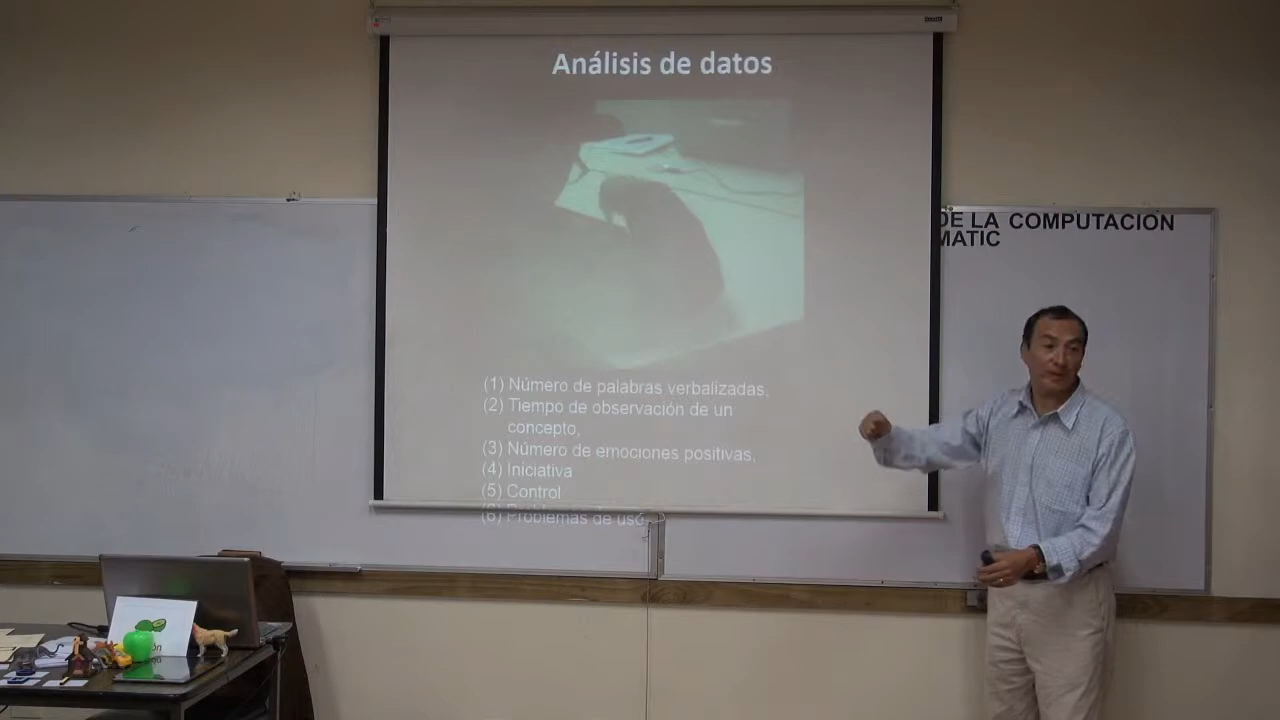 Análisis de datos
(1) Número de palabras verbalizadas,
(2) Tiempo de observación de un
concepto,
(3) Número de emociones positivas,
(4) Iniciativa
(5) Control
(6) Problemas de uso
DE LA COMPUTACION
MATIC